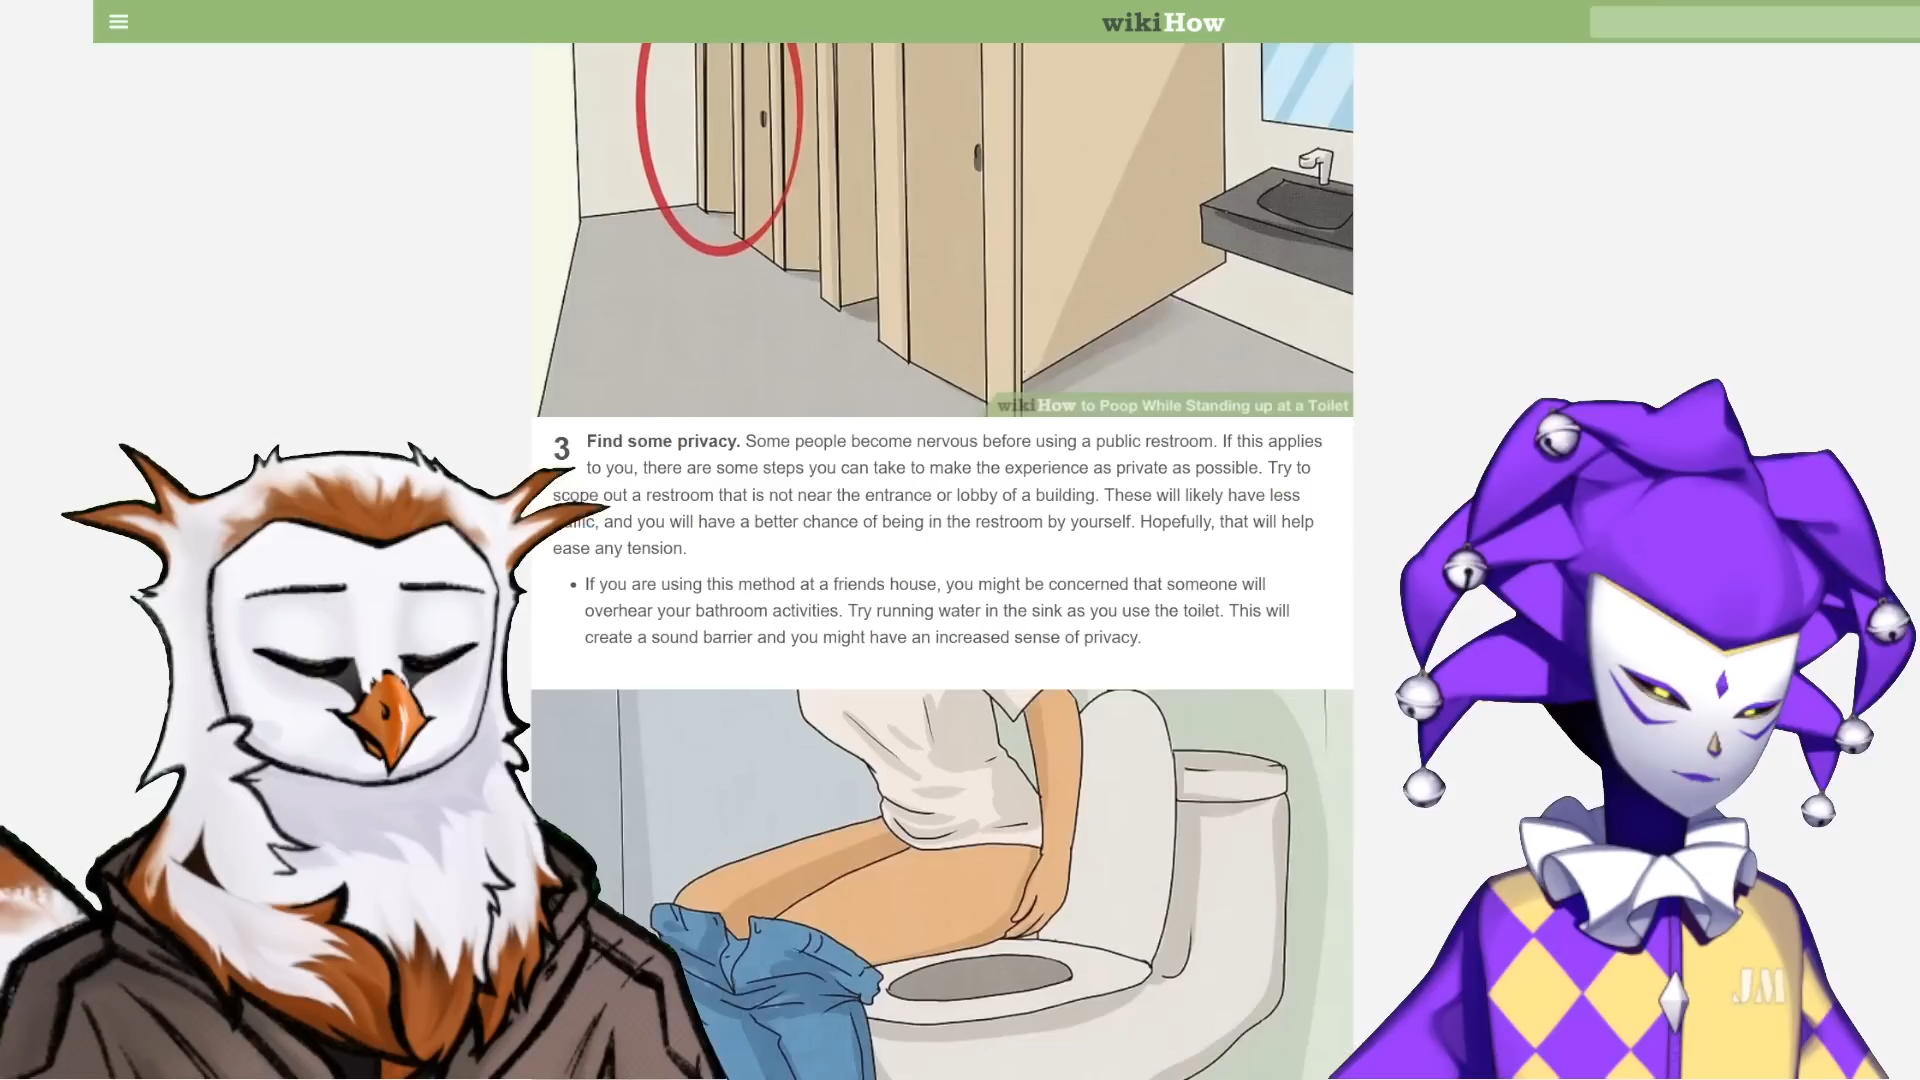 wikiHow
wikiHow to Poop While Standing up at a Toilet
3 Find some privacy. Some people become nervous before using a public restroom. If this applies
to you, there are some steps you can take to make the experience as private as possible. Try to
scope out a restroom that is not near the entrance or lobby of a building. These will likely have less
and you will have a better chance of being in the restroom by yourself. Hopefully, that will help
ease any tension.
• If you are using this method at a friends house, you might be concerned that someone will
overhear your bathroom activities. Try running water in the sink as you use the toilet. This will
create a sound barrier and you might have an increased sense of privacy.
JM